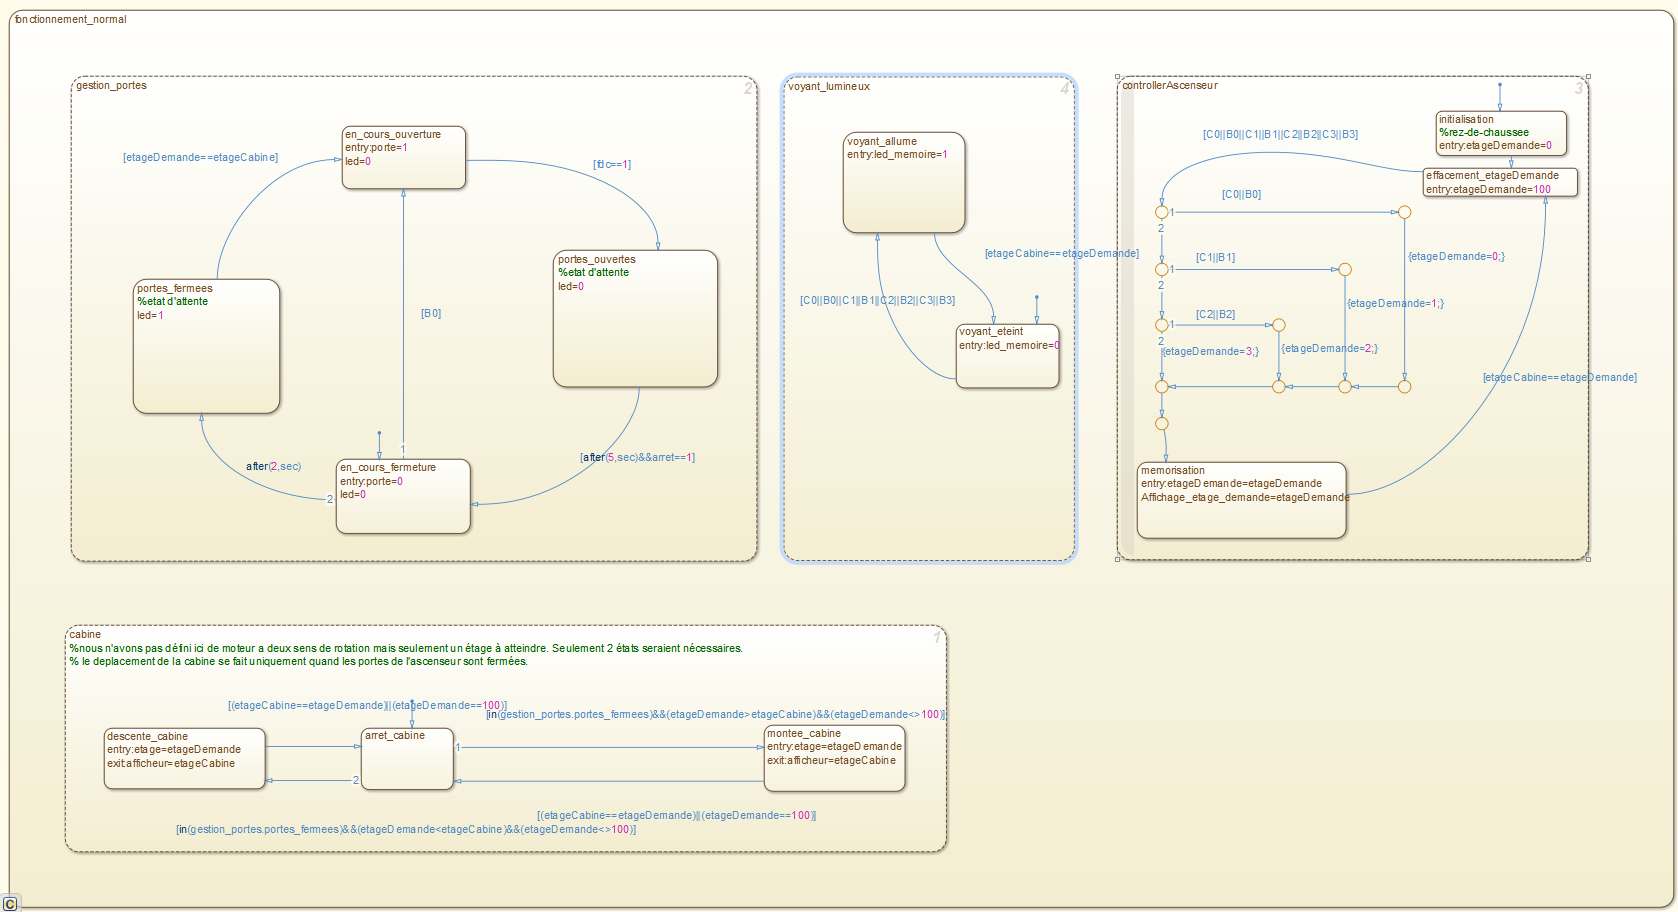 fonctionnement_normal
gestion_portes
2
en_cours_ouverture
entry:porte=1
led=0
[etageDemande==etageCabine]
[fdc==1]
portes_ouvertes
%etat d'attente
led=0
portes_fermees
%etat d'attente
led=1
[B0]
1
after(2,sec)
[after(5,sec)&&arret==1]
en_cours_fermeture
entry:porte=0
led=0
2
voyant_lumineux
4
voyant_allume
entry:led_memoire=1
[etageCabine==etageDemande]
[C0||B0||C1||B1||C2||B2||C3||B3]
voyant_eteint
entry:led_memoire=0
controllerAscenseur
3
initialisation
%rez-de-chaussee
entry:etageDemande=0
[C0||B0||C1||B1||C2||B2||C3||B3]
effacement_etageDemande
entry:etageDemande=100
[C0||B0]
1
2
{etageDemande=0;}
[C1||B1]
1
2
{etageDemande=1;}
[C2||B2]
1
2
{etageDemande=3;}
{etageDemande=2;}
[etageCabine==etageDemande]
memorisation
entry:etageDemande=etageDemande
Affichage_etage_demande=etageDemande
cabine
1
%nous n'avons pas défini ici de moteur a deux sens de rotation mais seulement un étage à atteindre. Seulement 2 états seraient nécessaires.
% le deplacement de la cabine se fait uniquement quand les portes de l'ascenseur sont fermées.
[(etageCabine==etageDemande)||(etageDemande==100)]
[in(gestion_portes.portes_fermees)&&(etageDemande>etageCabine)&&(etageDemande<>100)]
descente_cabine
entry:etage=etageDemande
exit:afficheur=etageCabine
arret_cabine
1
2
montee_cabine
entry:etage=etageDemande
exit:afficheur=etageCabine
[(etageCabine==etageDemande)||(etageDemande==100)]
[in(gestion_portes.portes_fermees)&&(etageDemande<etageCabine)&&(etageDemande<>100)]
C